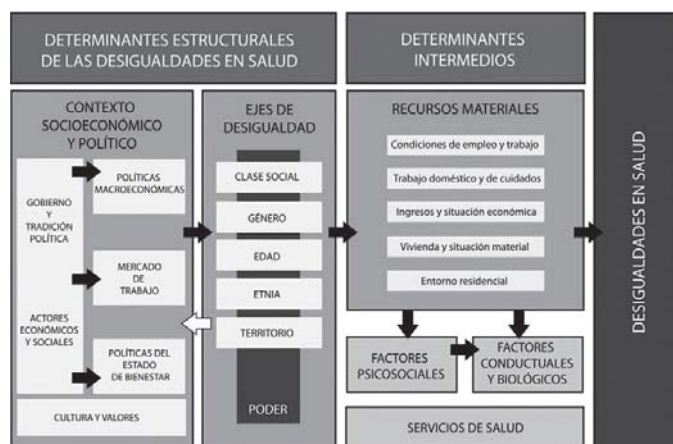 DETERMINANTES ESTRUCTURALES
DE LAS DESIGUALDADES EN SALUD
DETERMINANTES
INTERMEDIOS
CONTEXTO
SOCIOECONÓMICO
Y POLÍTICO
GOBIERNO
Y
TRADICIÓN
POLÍTICA
ACTORES
ECONÓMICOS
Y SOCIALES
POLÍTICAS
MACROECONÓMICAS
MERCADO
DE
TRABAJO
POLÍTICAS DEL
ESTADO
DE BIENESTAR
CULTURA Y VALORES
EJES DE
DESIGUALDAD
CLASE SOCIAL
GÉNERO
EDAD
ETNIA
TERRITORIO
PODER
RECURSOS MATERIALES
Condiciones de empleo y trabajo
Trabajo doméstico y de cuidados
Ingresos y situación económica
Vivienda y situación material
Entorno residencial
FACTORES
PSICOSOCIALES
FACTORES
CONDUCTUALES
Y BIOLÓGICOS
SERVICIOS DE SALUD
DESIGUALDADES EN SALUD